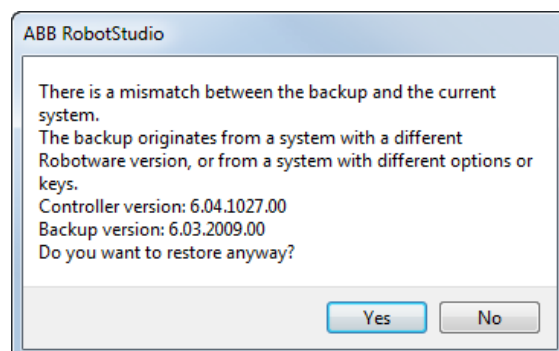 ABB RobotStudio
There is a mismatch between the backup and the current
system.
The backup originates from a system with a different
Robotware version, or from a system with different options or
keys.
Controller version: 6.04.1027.00
Backup version: 6.03.2009.00
Do you want to restore anyway?
Yes No